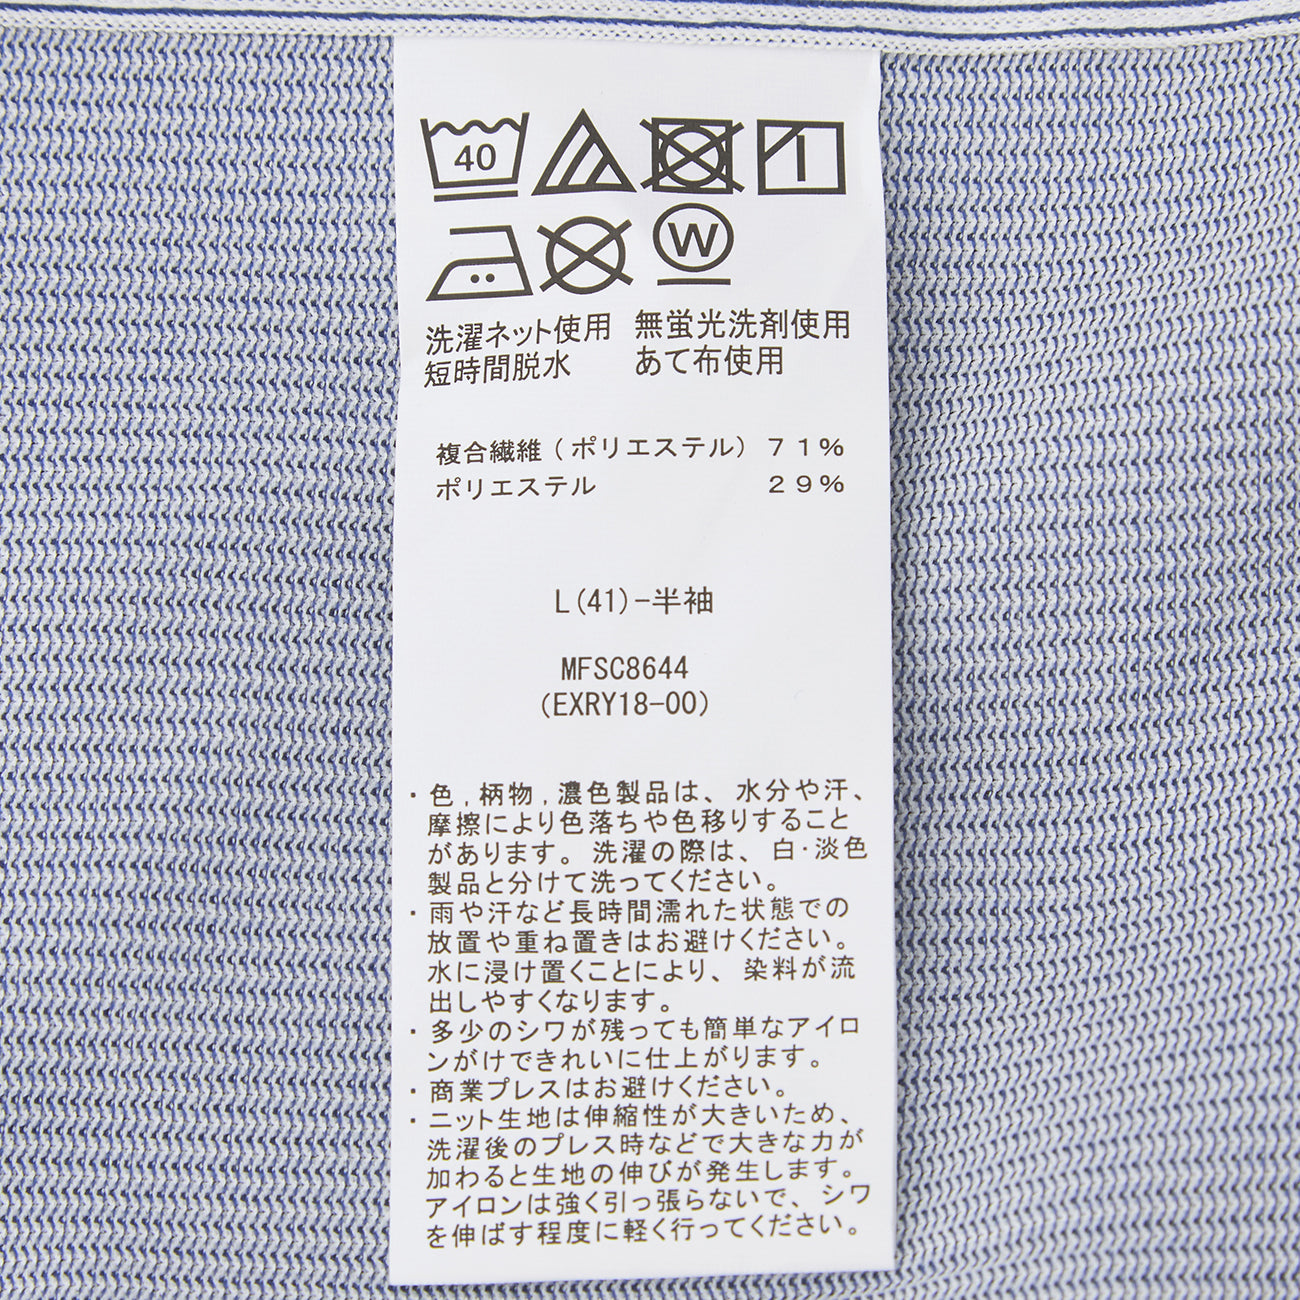 40
W
洗濯ネット使用 無蛍光洗剤使用
短時間脱水 あて布使用
複合繊維(ポリエステル) 71%
ポリエステル 29%
L(41)-半袖
MFSC8644
(EXRY18-00)
・色,柄物,濃色製品は、水分や汗、
摩擦により色落ちや色移りすること
があります。洗濯の際は、白・淡色
製品と分けて洗ってください。
・雨や汗など長時間濡れた状態での
放置や重ね置きはお避けください。
水に浸け置くことにより、染料が流
出しやすくなります。
・多少のシワが残っても簡単なアイロ
ンがけできれいに仕上がります。
・商業プレスはお避けください。
・ニット生地は伸縮性が大きいため、
洗濯後のプレス時などで大きな力が
加わると生地の伸びが発生します。
アイロンは強く引っ張らないで、シワ
を伸ばす程度に軽く行ってください。